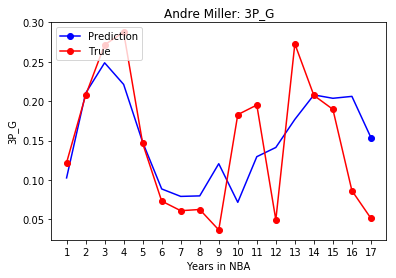 Andre Miller: 3P_G
Prediction
True
0.30
0.25
0.20
0.15
0.10
0.05
3P_G
1 2 3 4 5 6 7 8 9 10 11 12 13 14 15 16 17
Years in NBA